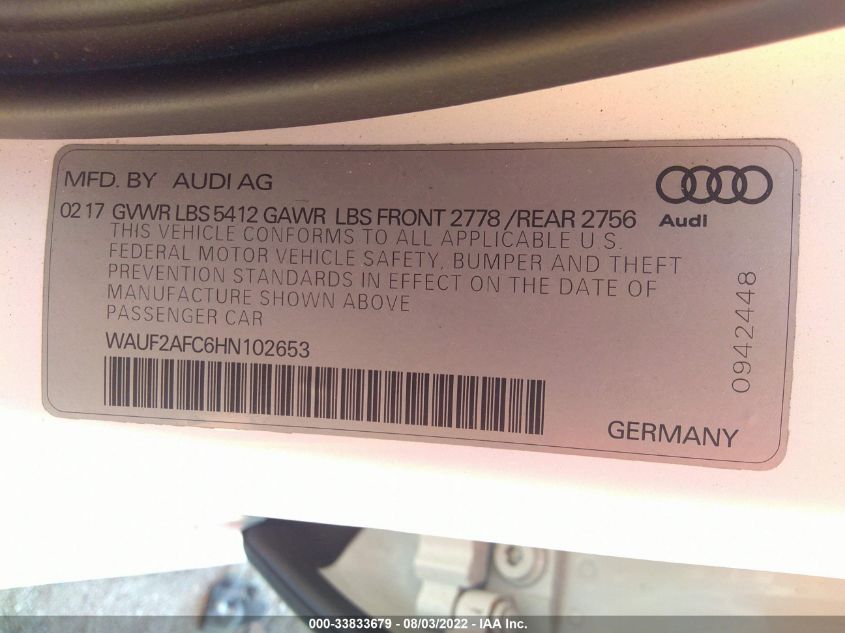 MFD. BY AUDI AG
02 17 GVWR LBS 5412 GAWR LBS FRONT 2778 /REAR 2756
Audi
THIS VEHICLE CONFORMS TO ALL APPLICABLE U.S.
FEDERAL MOTOR VEHICLE SAFETY, BUMPER AND THEFT
PREVENTION STANDARDS IN EFFECT ON THE DATE OF
MANUFACTURE SHOWN ABOVE
PASSENGER CAR
WAUF2AFC6HN102653
0942448
GERMANY
000-33833679 - 08/03/2022 - IAA Inc.